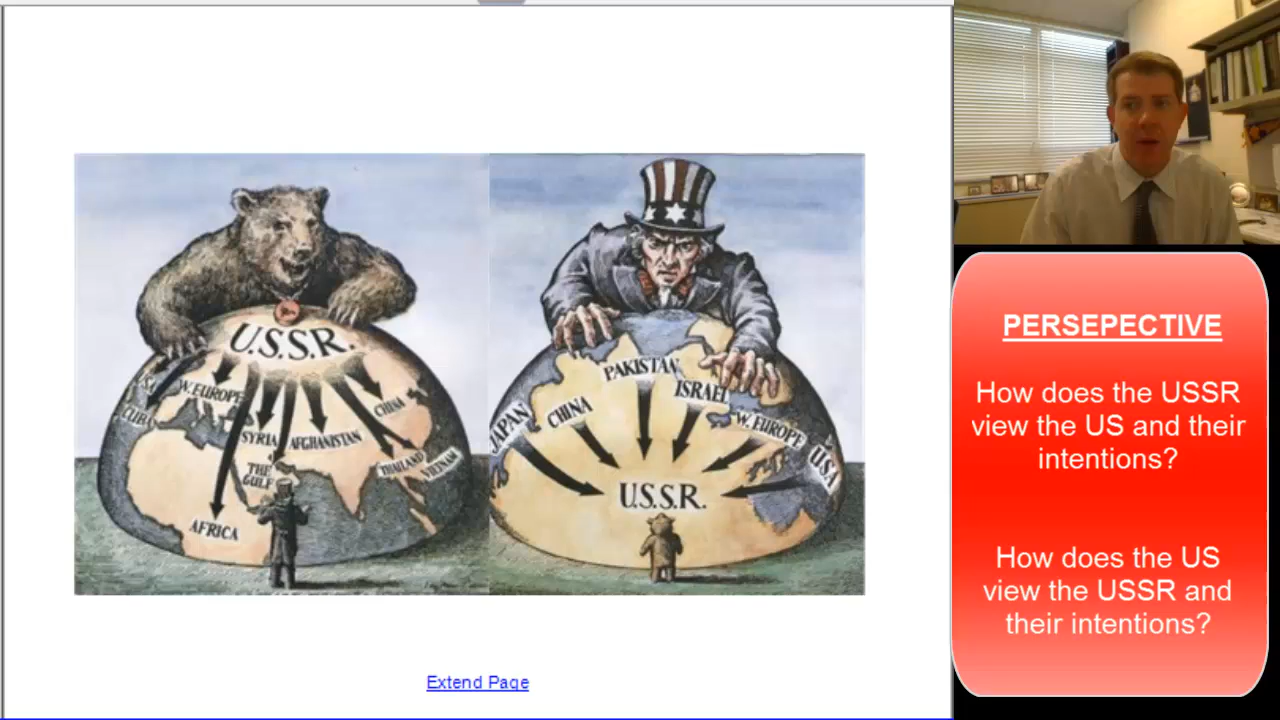 U.S.S.R.
USA
W. EUROPE
CUBA
SYRIA
AFGHANISTAN
CHINA
THAILAND
VIETNAM
THE
GULF
AFRICA
PAKISTAN
ISRAEL
JAPAN
CHINA
W. EUROPE
USA
U.S.S.R.
Extend Page
PERSEPECTIVE
How does the USSR
view the US and their
intentions?
How does the US
view the USSR and
their intentions?